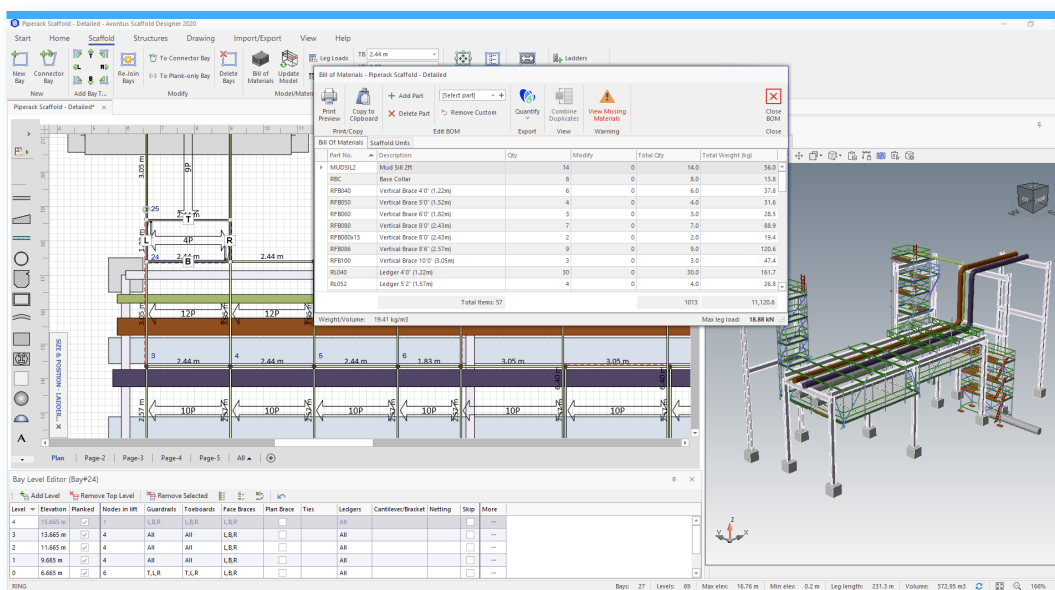 Piperack Scaffold - Detailed - Avontus Scaffold Designer 2020
Start Home Scaffold Structures Drawing Import/Export View Help
New Bay
Connector Bay
New
Add Bay T...
Re-Join Bays
To Connector Bay
To Plank-only Bay
Modify
Delete Bays
Bill of Materials
Update Model
Leg Loads
TB 2.44 m
Ladders
Piperack Scaffold - Detailed*
Bill of Materials - Piperack Scaffold - Detailed
Print Preview
Copy to Clipboard
Print/Copy
Add Part
[Select part]
Delete Part
Remove Custom
Edit BOM
Quantify
Export
Combine Duplicates
View
View Missing Materials
Warning
Close BOM
Close
Bill Of Materials Scaffold Units
Part No. Description Qty Modify Total Qty Total Weight (kg)
MUDSIL2 Mud Sill 2ft 14 0 14.0 56.0
RBC Base Collar 8 0 8.0 13.8
RFB040 Vertical Brace 4'0" (1.22m) 6 0 6.0 37.8
RFB050 Vertical Brace 5'0" (1.52m) 4 0 4.0 31.6
RFB060 Vertical Brace 6'0" (1.82m) 3 0 3.0 28.5
RFB080 Vertical Brace 8'0" (2.43m) 7 0 7.0 88.9
RFB080x15 Vertical Brace 8'0" (2.43m) 2 0 2.0 19.4
RFB086 Vertical Brace 8'6" (2.57m) 9 0 9.0 120.6
RFB100 Vertical Brace 10'0" (3.05m) 3 0 3.0 47.4
RL040 Ledger 4'0" (1.22m) 30 0 30.0 161.7
RL052 Ledger 5'2" (1.57m) 4 0 4.0 26.8
Total Items: 57 1013 11,120.6
Weight/Volume: 19.41 kg/m3 Max leg load: 18.88 kN
3.05 m
9P
25
T
L 4P R
24 B
2.44 m
12P 12P 12P 12P 12P
3 4 5 6
2.44 m 2.44 m 2.44 m 1.83 m 3.05 m 3.05 m
2.57 m
10P 10P 10P 10P 10P 10P
SIZE & POSITION - LADDER...
A
Plan Page-2 Page-3 Page-4 Page-5 All
Bay Level Editor (Bay#24)
Add Level Remove Top Level Remove Selected
Level Elevation Planked Nodes in lift Guardrails Toeboards Face Braces Plan Brace Ties Ledgers Cantilever/Bracket Netting Skip More
4 15.665 m 1 L,B,R L,B,R L,B,R All ...
3 13.665 m 4 All All L,B,R All ...
2 11.665 m 4 All All L,B,R All ...
1 9.665 m 4 All All L,B,R All ...
0 6.665 m 6 T,L,R T,L,R L,B,R All ...
RING
Bays: 27 Levels: 69 Max elev: 16.76 m Min elev: 0.2 m Leg length: 231.3 m Volume: 572.95 m3 166%
Z
Y X